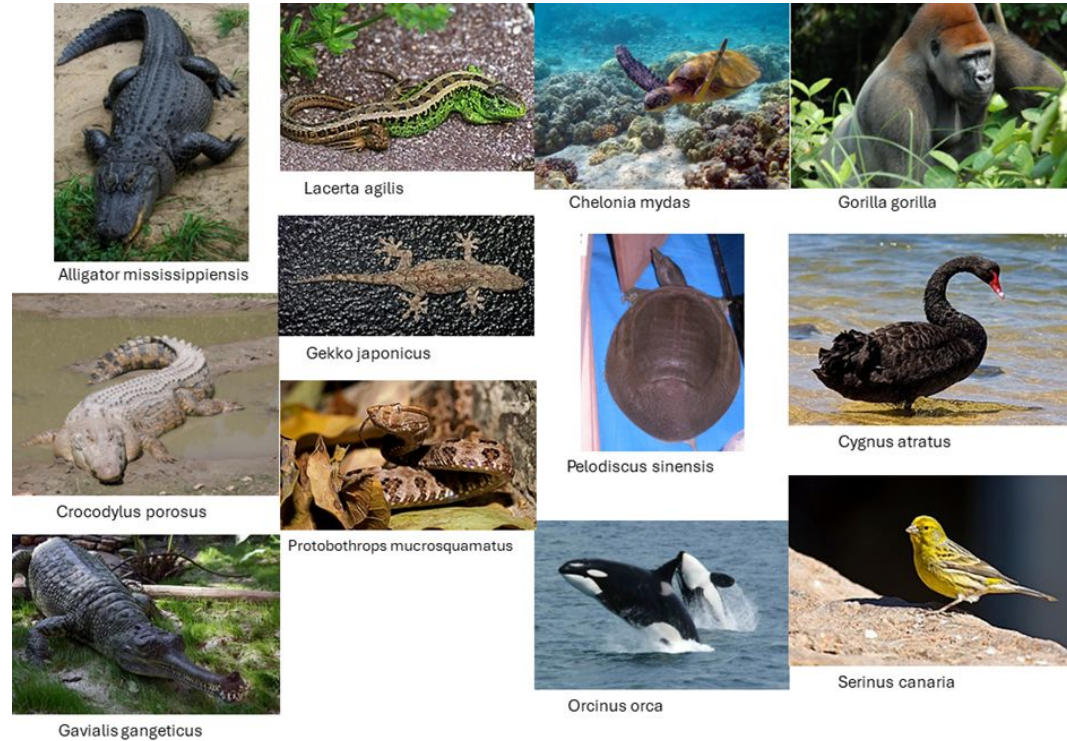 Alligator mississippiensis
Lacerta agilis
Chelonia mydas
Gorilla gorilla
Crocodylus porosus
Gekko japonicus
Protobothrops mucrosquamatus
Pelodiscus sinensis
Cygnus atratus
Gavialis gangeticus
Orcinus orca
Serinus canaria